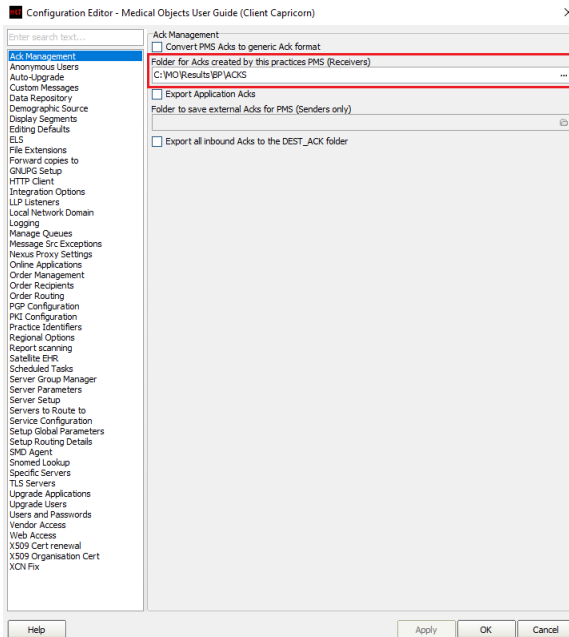 Configuration Editor - Medical Objects User Guide (Client Capricorn)
Enter search text...
Ack Management
Anonymous Users
Auto-Upgrade
Custom Messages
Data Repository
Demographic Source
Display Segments
Editing Defaults
ELS
File Extensions
Forward copies to
GNUPG Setup
HTTP Client
Integration Options
LLP Listeners
Local Network Domain
Logging
Manage Queues
Message Src Exceptions
Nexus Proxy Settings
Online Applications
Order Management
Order Recipients
Order Routing
PGP Configuration
PKI Configuration
Practice Identifiers
Regional Options
Report scanning
Satellite EHR
Scheduled Tasks
Server Group Manager
Server Parameters
Server Setup
Servers to Route to
Service Configuration
Setup Global Parameters
Setup Routing Details
SMD Agent
Snomed Lookup
Specific Servers
TLS Servers
Upgrade Applications
Upgrade Users
Users and Passwords
Vendor Access
Web Access
X509 Cert renewal
X509 Organisation Cert
XCN Fix
Ack Management
Convert PMS Acks to generic Ack format
Folder for Acks created by this practices PMS (Receivers)
C:\MO\Results\BP\ACKS
...
Export Application Acks
Folder to save external Acks for PMS (Senders only)
Export all inbound Acks to the DEST_ACK folder
Help
Apply
OK
Cancel